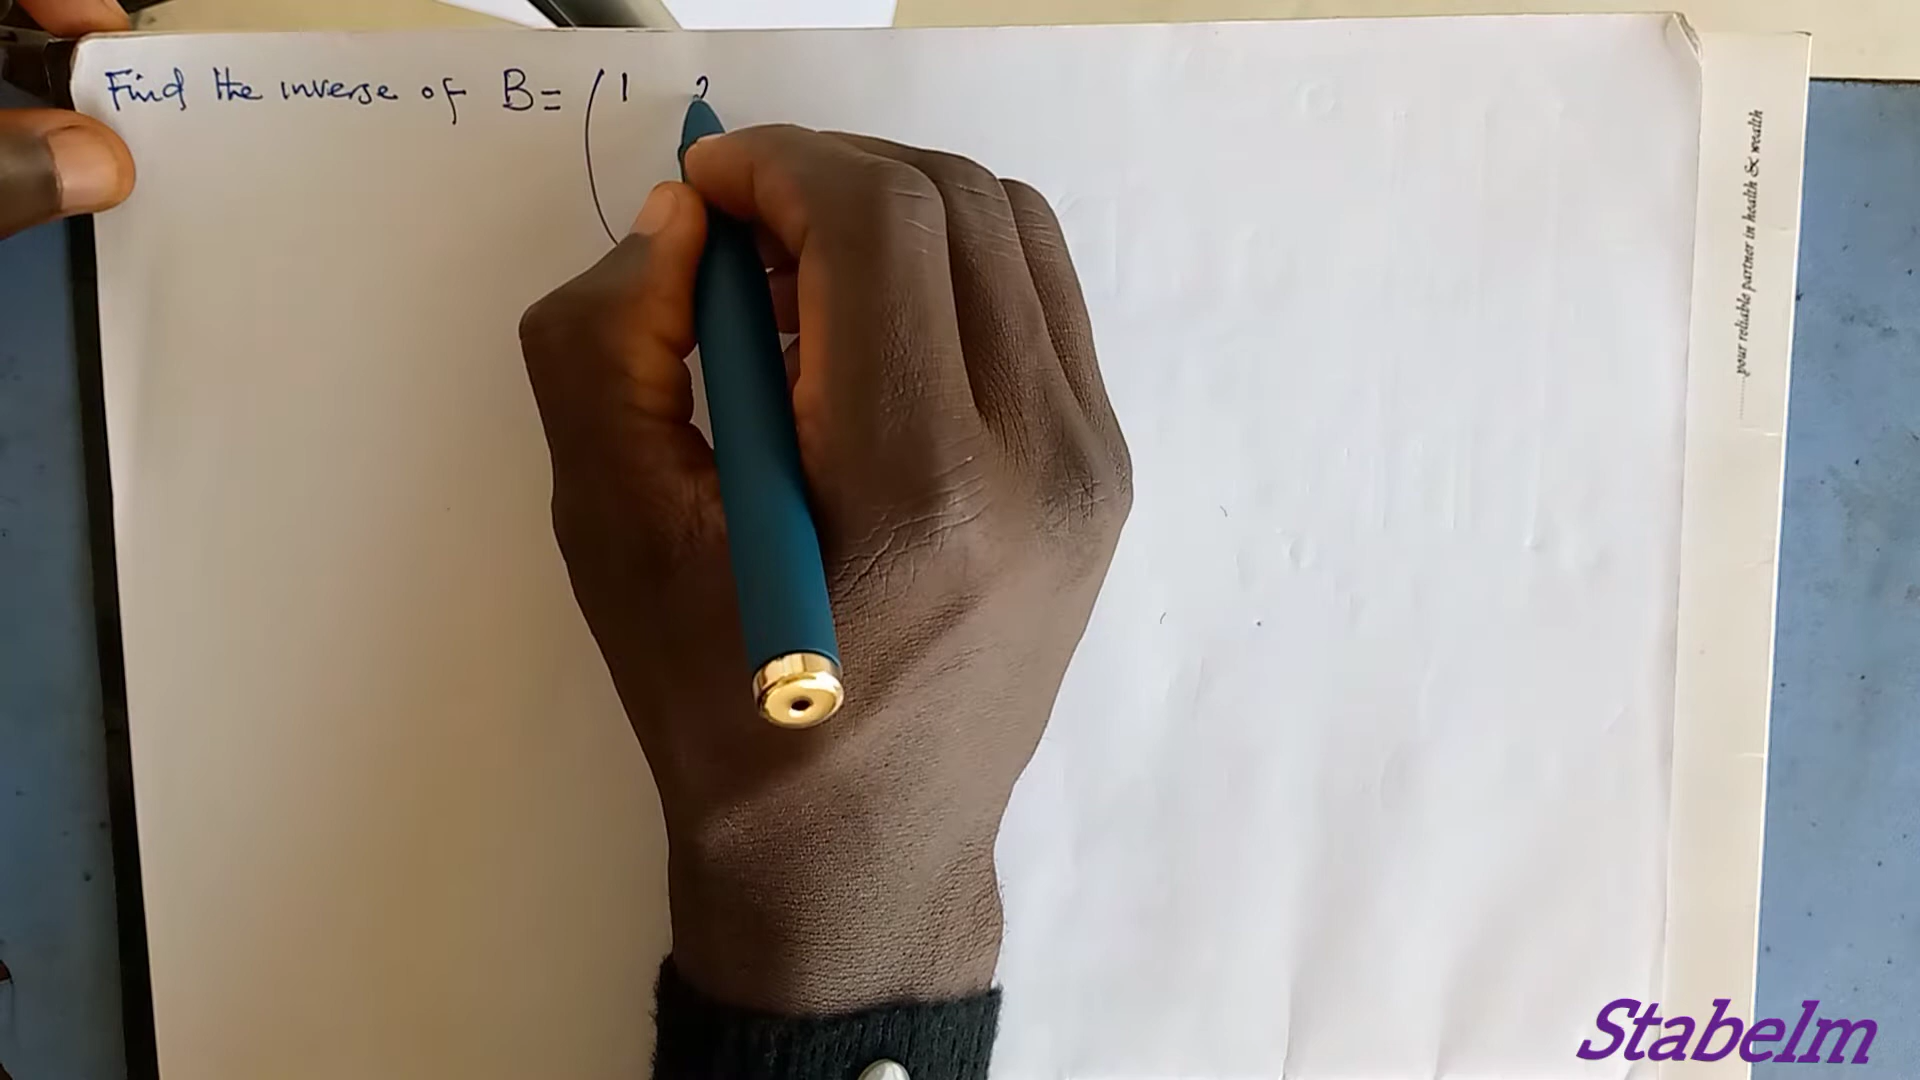 Find the inverse of B = ( 1 2
.........your reliable partner in health & wealth
Stabelm